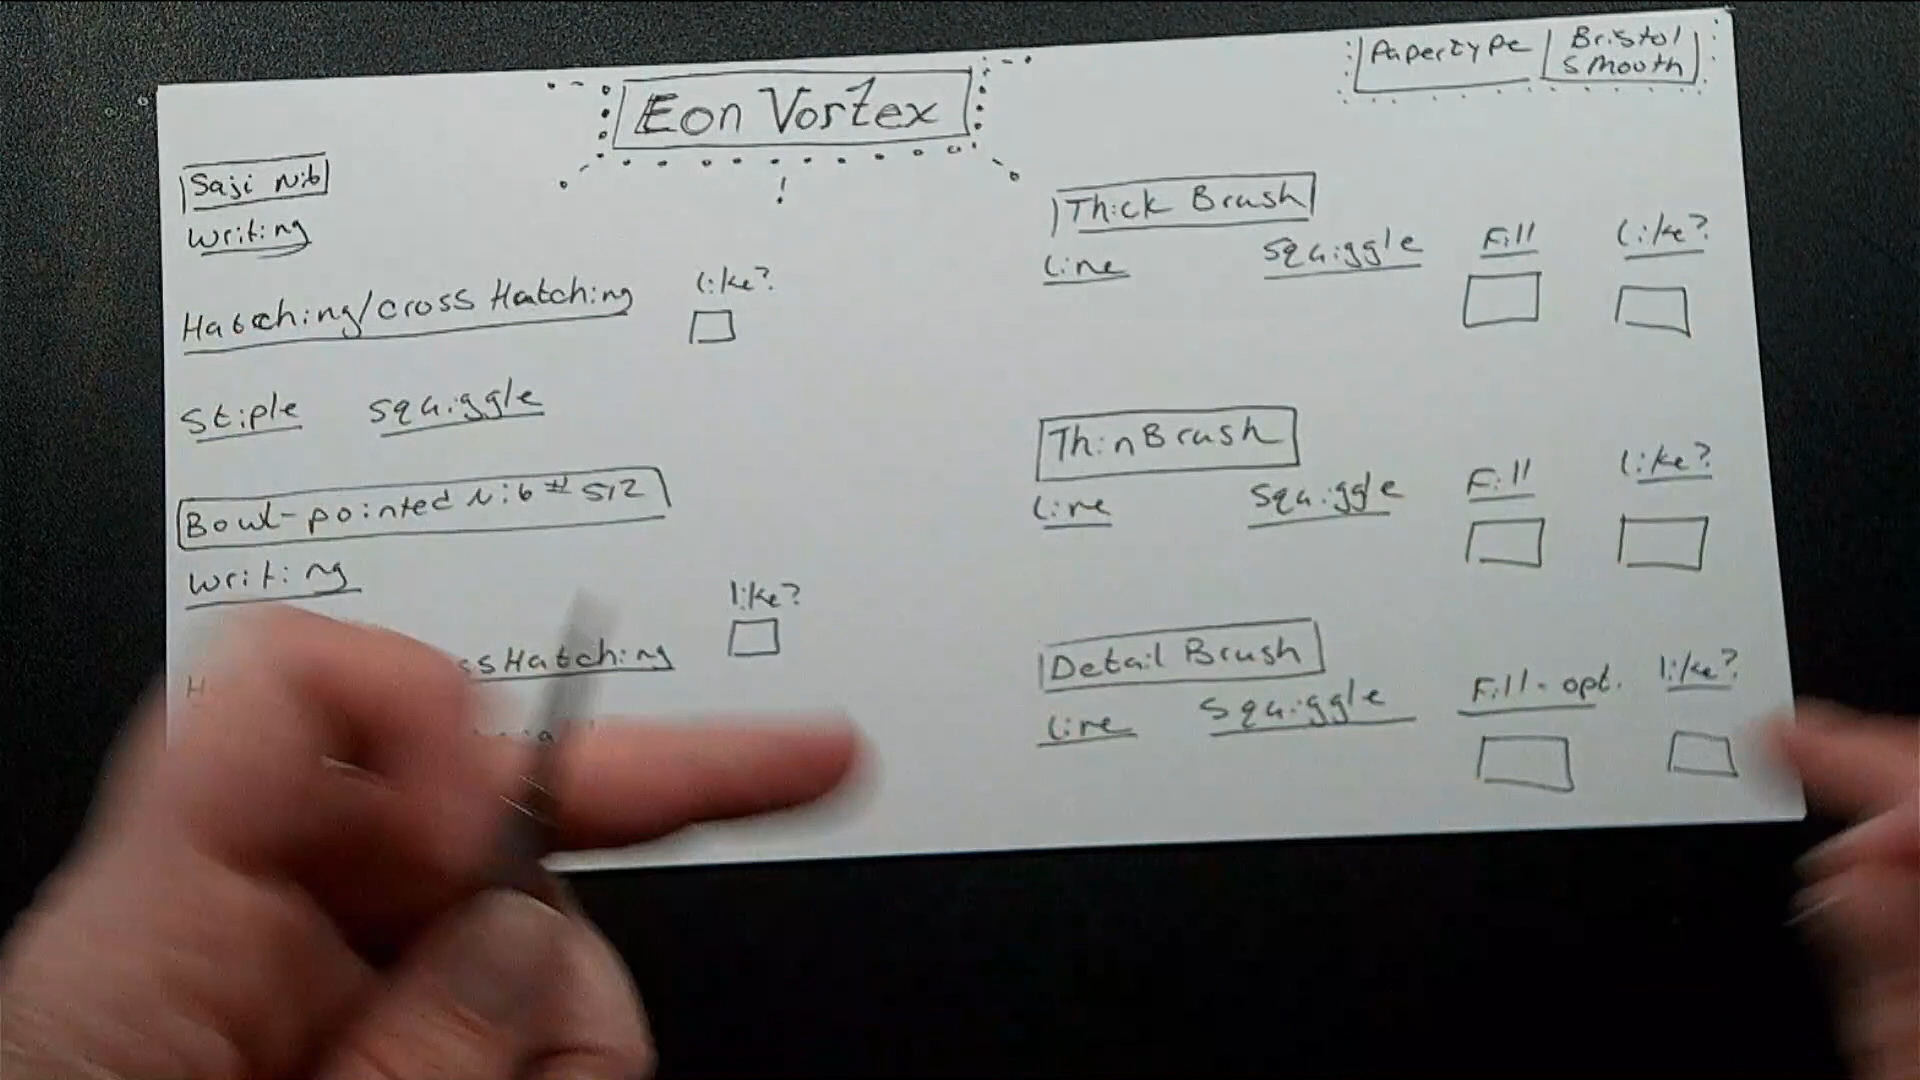 Eon Vortex
!
Papertype
Bristol
Smooth
Saji Nib
Writing
Hatching/cross Hatching
like?
Stiple squiggle
Bowl-pointed Nib # 512
Writing
like?
ssHatching
Thick Brush
Line squiggle Fill Like?
Thin Brush
Line squiggle Fill Like?
Detail Brush
Line squiggle Fill-opt. like?